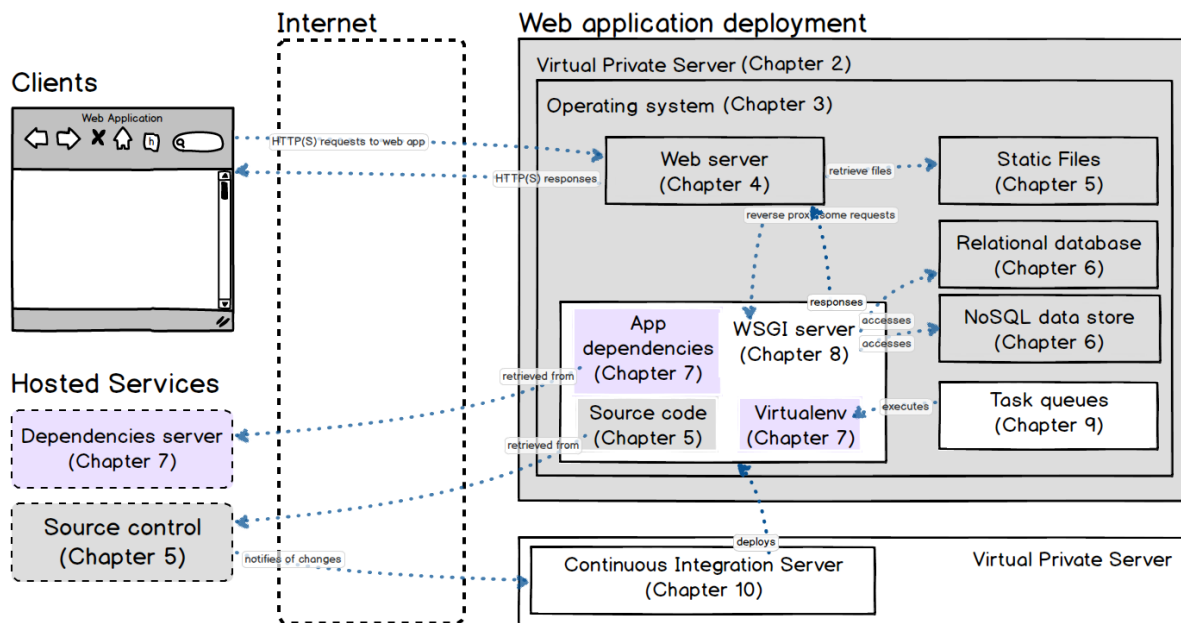 Internet
Web application deployment
Virtual Private Server (Chapter 2)
Clients
Operating system (Chapter 3)
Web Application
h
HTTP(S) requests to web app
HTTP(S) responses
Web server
(Chapter 4)
retrieve files
Static Files
(Chapter 5)
reverse prox
some requests
Relational database
(Chapter 6)
responses
accesses
NoSQL data store
(Chapter 6)
accesses
App
dependencies
(Chapter 7)
WSGI server
(Chapter 8)
Hosted Services
retrieved from
Dependencies server
(Chapter 7)
Source code
(Chapter 5)
retrieved from
Virtualenv
(Chapter 7)
executes
Task queues
(Chapter 9)
Source control
(Chapter 5)
notifies of changes
deploys
Continuous Integration Server
(Chapter 10)
Virtual Private Server